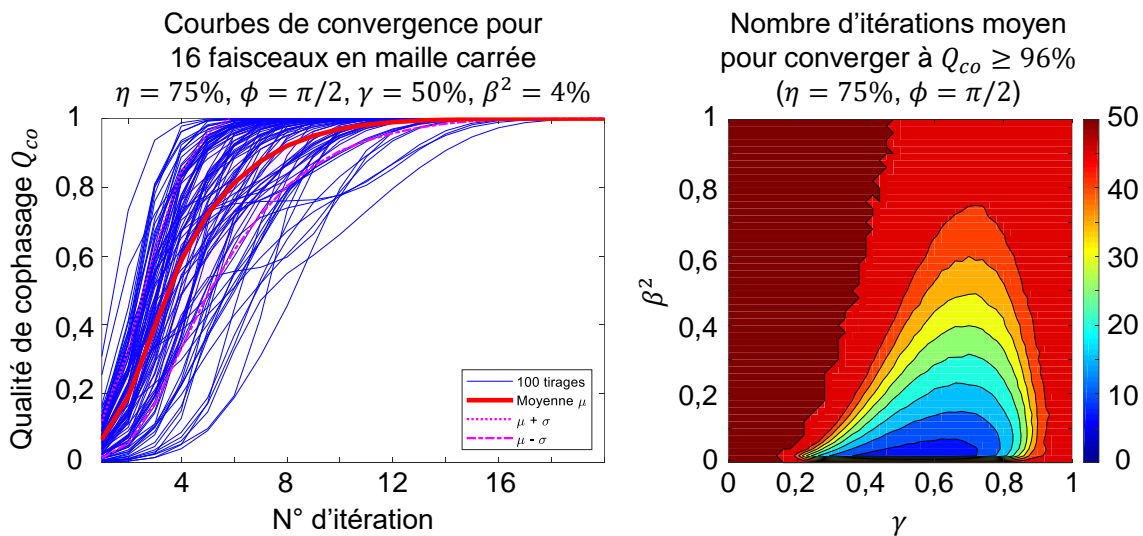 Courbes de convergence pour
16 faisceaux en maille carrée
η = 75%, ϕ = π/2, γ = 50%, β² = 4%
Qualité de cophasage Q_co
1
0,8
0,6
0,4
0,2
0
4
8
12
16
N° d'itération
100 tirages
Moyenne μ
μ + σ
μ - σ
Nombre d'itérations moyen
pour converger à Q_co ≥ 96%
(η = 75%, ϕ = π/2)
β²
1
0,8
0,6
0,4
0,2
0
0
0,2
0,4
0,6
0,8
1
γ
50
40
30
20
10
0